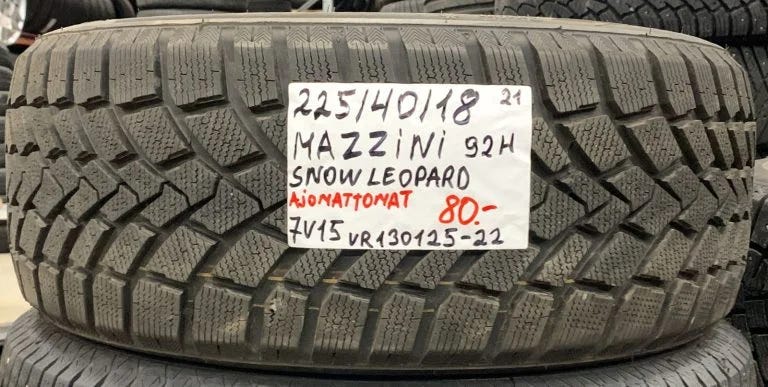 225/40/18 21
MAZZiNi 92H
SNOW LEOPARD
AJOMATTOMAT 80.-
7V15 VR130125-22